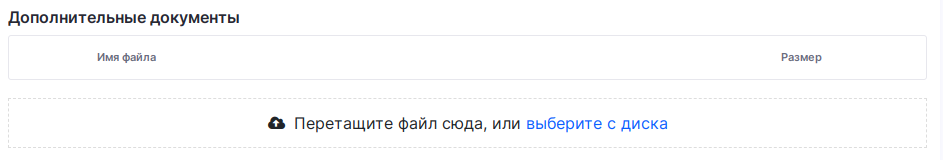 Дополнительные документы
Имя файла Размер
Перетащите файл сюда, или выберите с диска